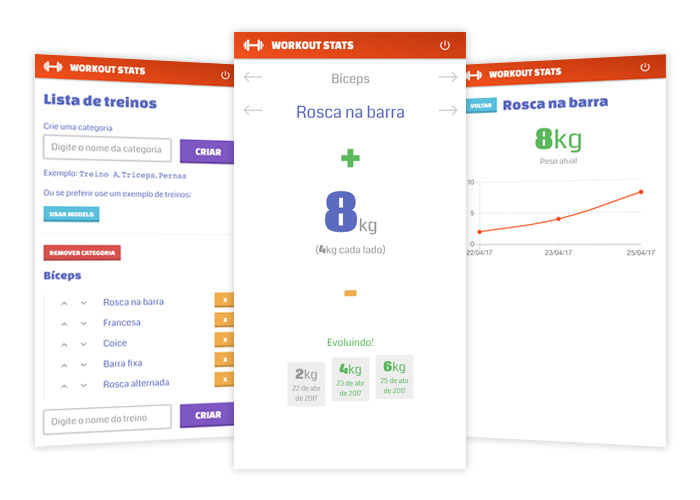 WORKOUT STATS
Lista de treinos
Crie uma categoria
Digite o nome da categoria
CRIAR
Exemplo: Treino A, Triceps, Pernas
Ou se preferir use um exemplo de treinos:
USAR MODELO
REMOVER CATEGORIA
Bíceps
Rosca na barra x
Francesa x
Coice x
Barra fixa x
Rosca alternada x
Digite o nome do treino
CRIAR
WORKOUT STATS
Bíceps
Rosca na barra
+
8kg
(4kg cada lado)
-
Evoluindo!
2kg
22 de abr
de 2017
4kg
23 de abr
de 2017
6kg
25 de abr
de 2017
WORKOUT STATS
VOLTAR Rosca na barra
8kg
Peso atual
10
5
0
22/04/17 23/04/17 25/04/17